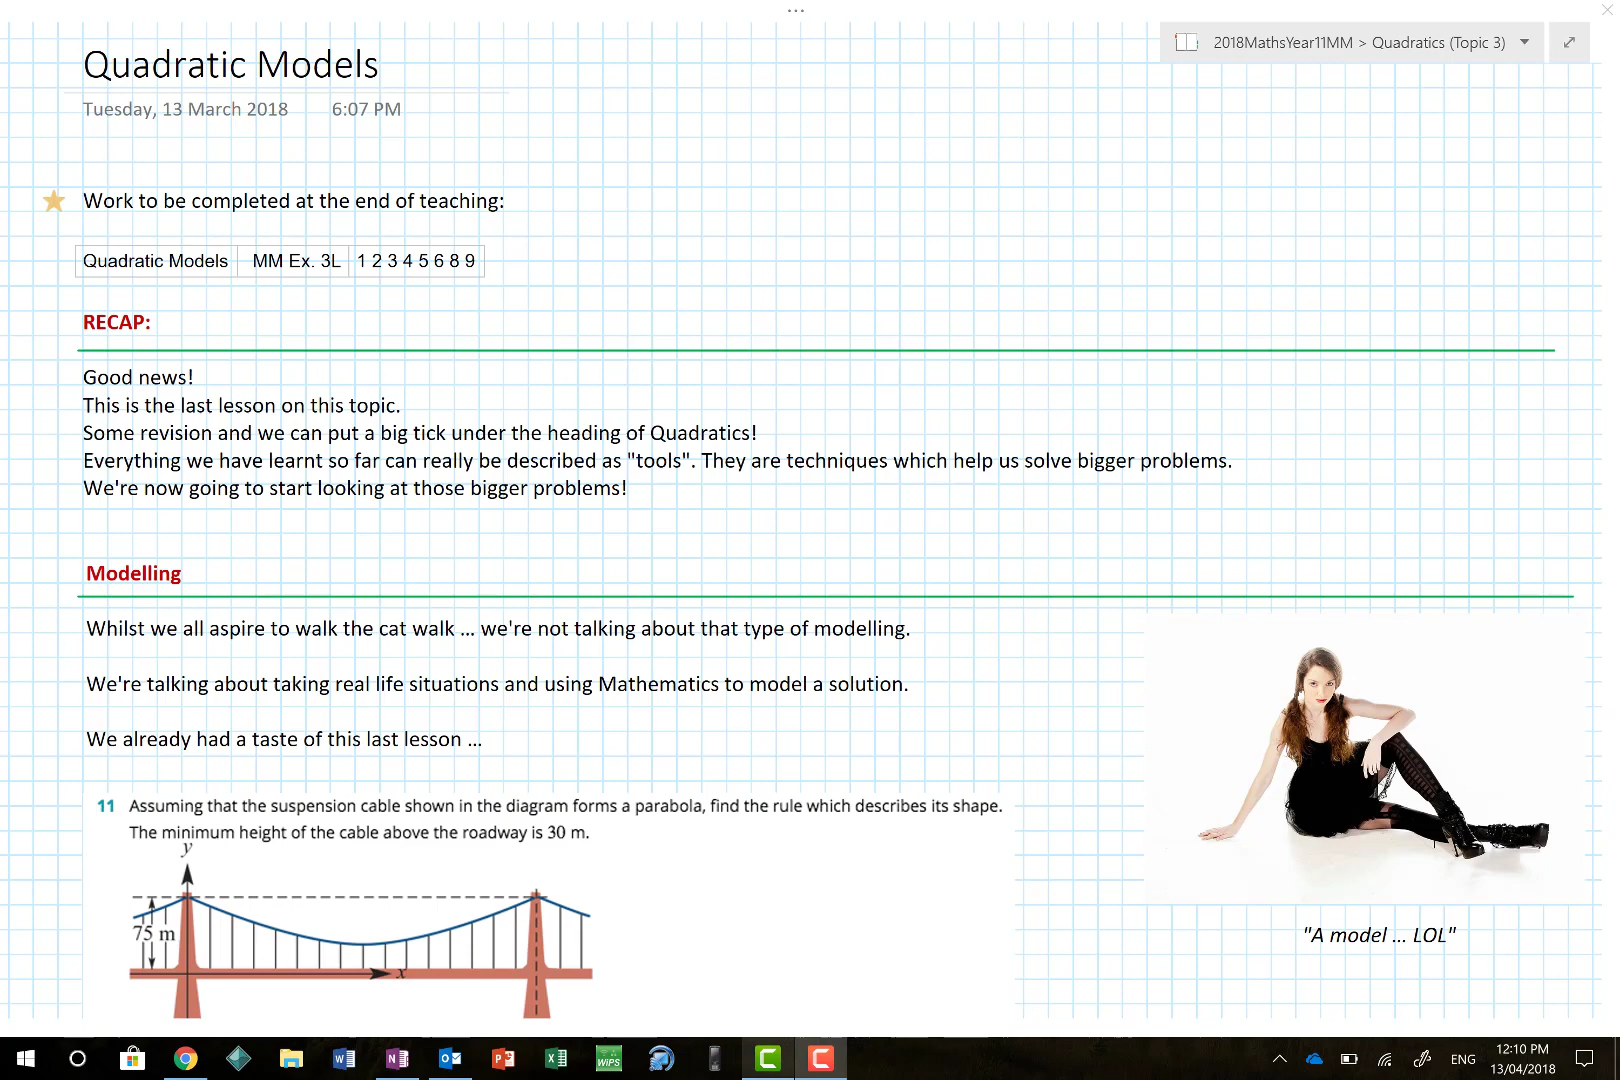 2018MathsYear11MM > Quadratics (Topic 3)
Quadratic Models
Tuesday, 13 March 2018 6:07 PM
Work to be completed at the end of teaching:
Quadratic Models MM Ex. 3L 1 2 3 4 5 6 8 9
RECAP:
Good news!
This is the last lesson on this topic.
Some revision and we can put a big tick under the heading of Quadratics!
Everything we have learnt so far can really be described as "tools". They are techniques which help us solve bigger problems.
We're now going to start looking at those bigger problems!
Modelling
Whilst we all aspire to walk the cat walk ... we're not talking about that type of modelling.
We're talking about taking real life situations and using Mathematics to model a solution.
We already had a taste of this last lesson ...
11 Assuming that the suspension cable shown in the diagram forms a parabola, find the rule which describes its shape.
The minimum height of the cable above the roadway is 30 m.
y
75 m
x
"A model ... LOL"
WiPS
ENG
12:10 PM
13/04/2018